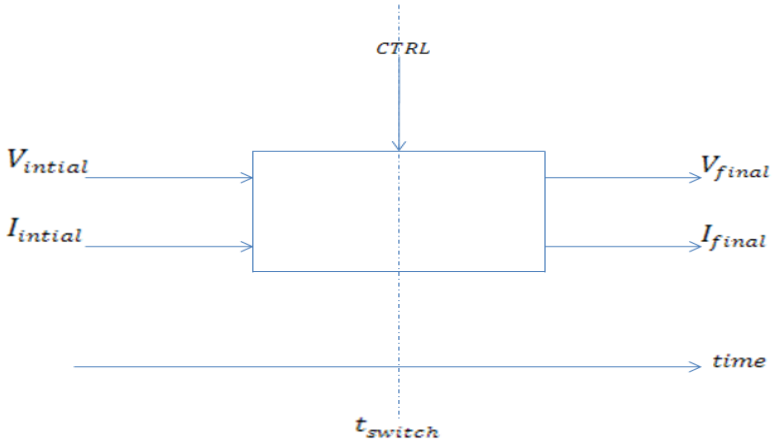 CTRL
V_intial
V_final
I_intial
I_final
time
t_switch